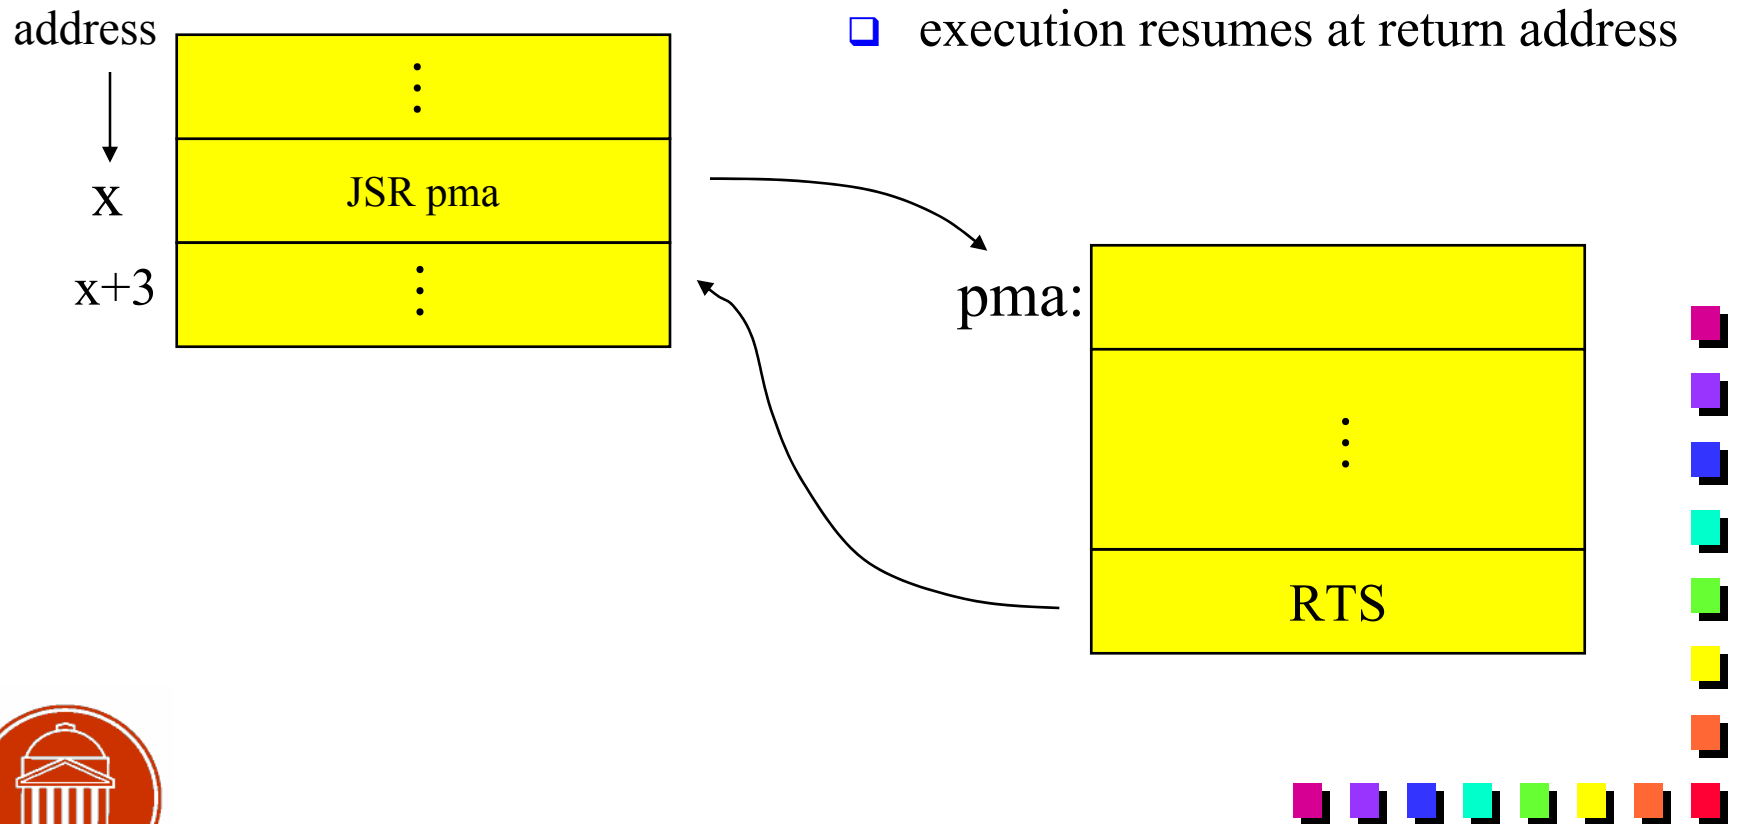 address
❑ execution resumes at return address
⋮
x
JSR pma
x+3
⋮
pma:
⋮
RTS